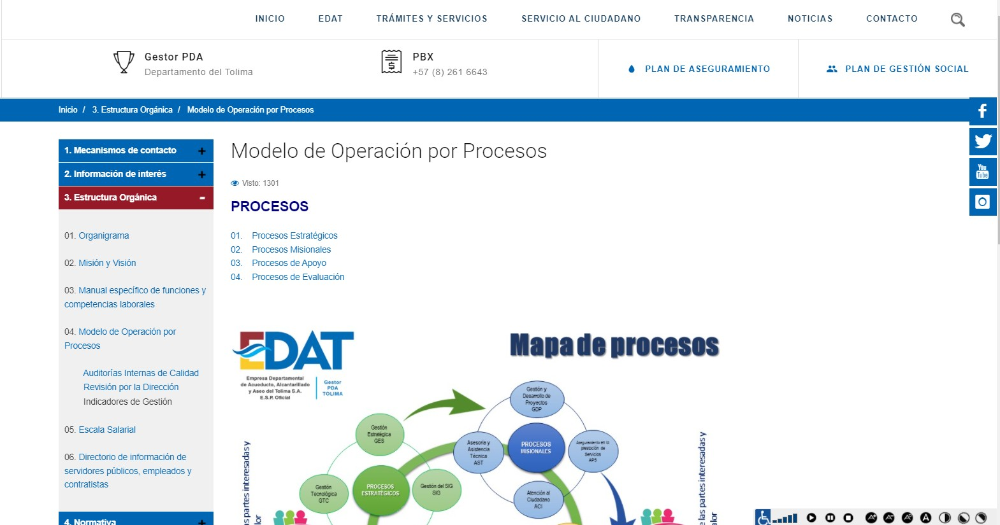 INICIO EDAT TRÁMITES Y SERVICIOS SERVICIO AL CIUDADANO TRANSPARENCIA NOTICIAS CONTACTO
Gestor PDA
Departamento del Tolima
PBX
+57 (8) 261 6643
PLAN DE ASEGURAMIENTO
PLAN DE GESTIÓN SOCIAL
Inicio / 3. Estructura Orgánica / Modelo de Operación por Procesos
1. Mecanismos de contacto +
2. Información de interés +
3. Estructura Orgánica -
01. Organigrama
02. Misión y Visión
03. Manual específico de funciones y
competencias laborales
04. Modelo de Operación por
Procesos
Auditorías Internas de Calidad
Revisión por la Dirección
Indicadores de Gestión
05. Escala Salarial
06. Directorio de información de
servidores públicos, empleados y
contratistas
4. Normativa +
Modelo de Operación por Procesos
Visto: 1301
PROCESOS
01. Procesos Estratégicos
02. Procesos Misionales
03. Procesos de Apoyo
04. Procesos de Evaluación
EDAT
Empresa Departamental
de Acueducto, Alcantarillado
y Aseo del Tolima S.A.
E.S.P. Oficial
Gestor
PDA
TOLIMA
Mapa de procesos
Gestión y
Desarrollo de
Proyectos
GDP
Asesoría y
Asistencia
Técnica
AST
PROCESOS
MISIONALES
Aseguramiento en la
prestación de
Servicios
APS
Atención al
Ciudadano
ACI
Gestión
Estratégica
GES
Gestión
Tecnológica
GTC
PROCESOS
ESTRATÉGICOS
Gestión del SIG
SIG
partes interesadas y
alor
e las partes interesadas y
alor
You
Tube